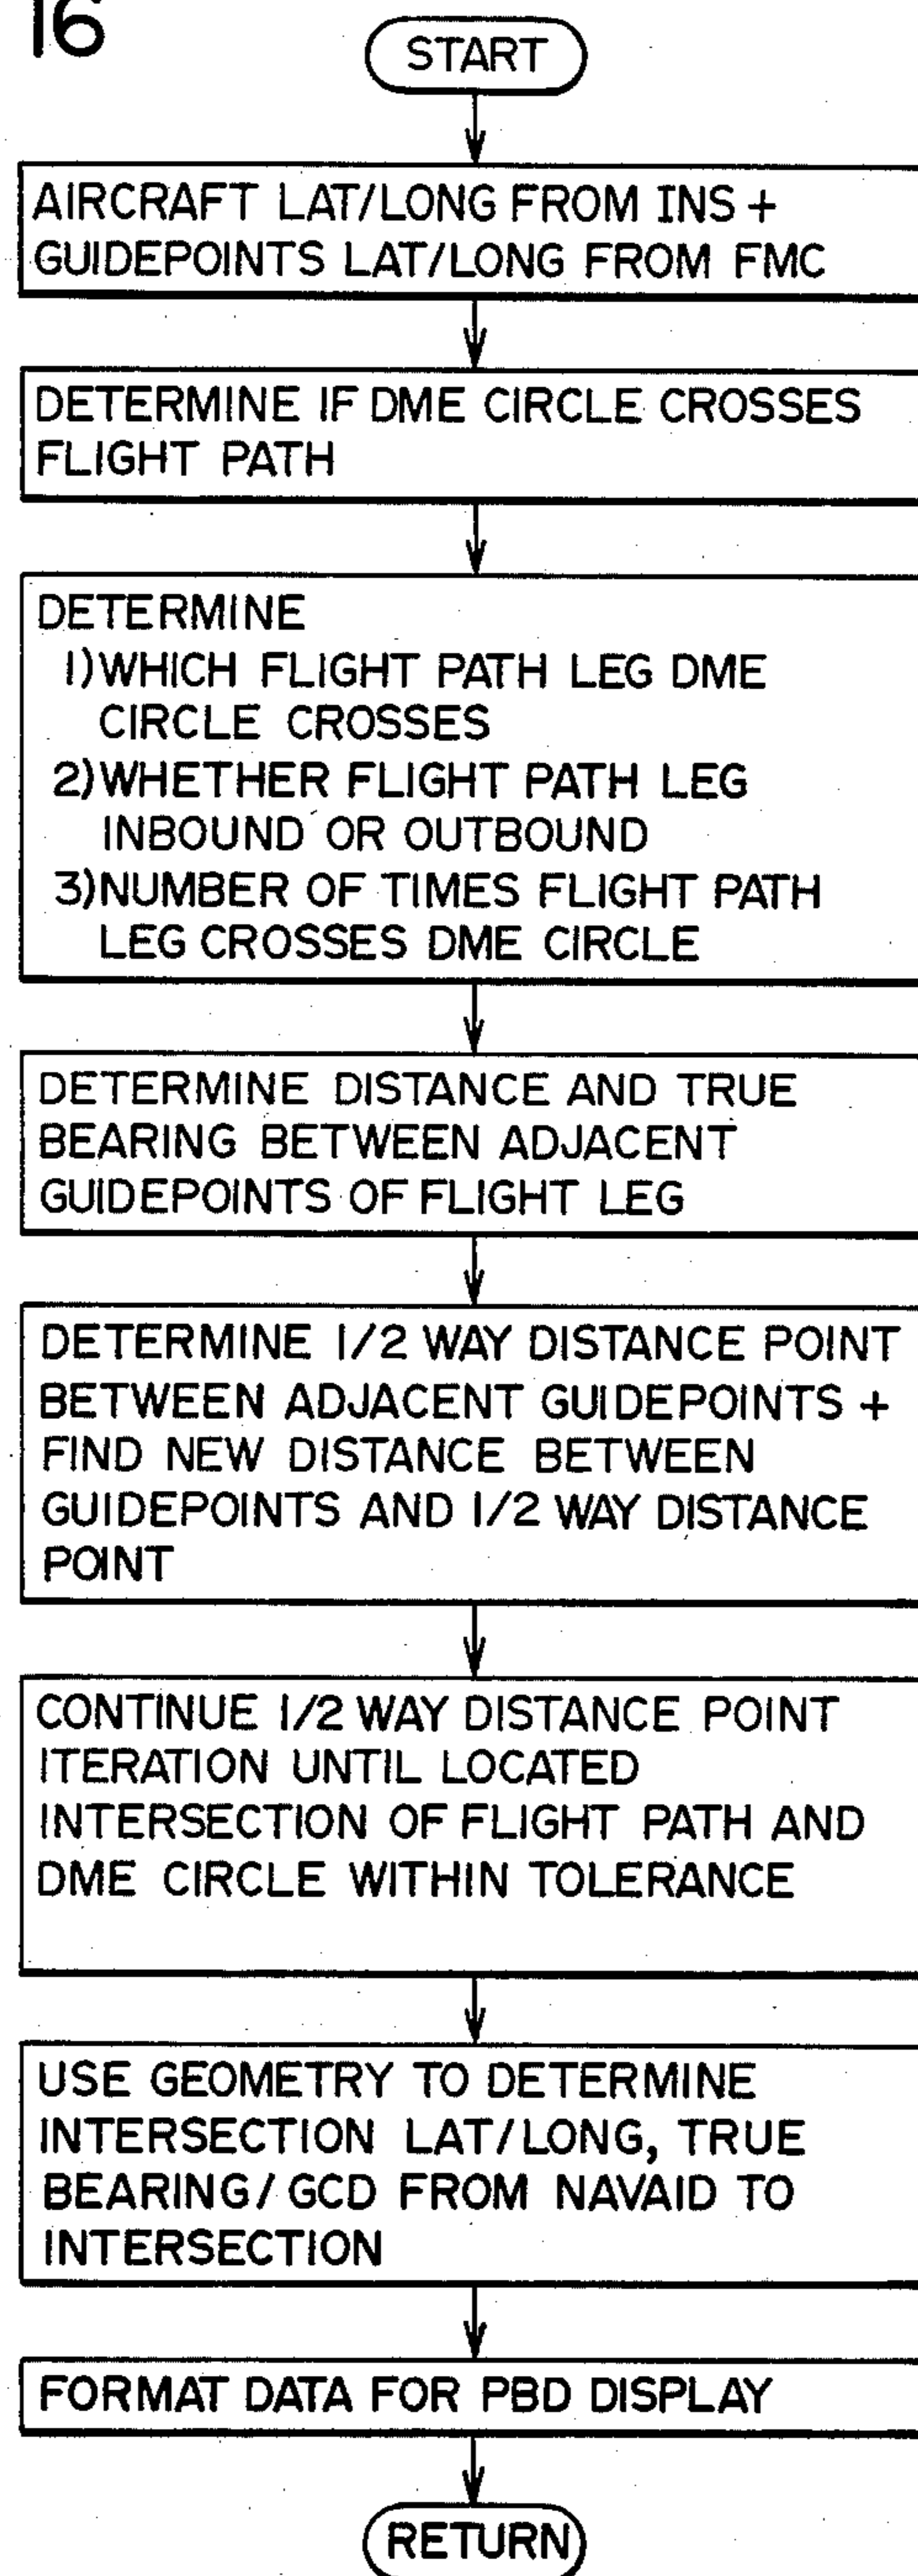 16
START
AIRCRAFT LAT/LONG FROM INS +
GUIDEPOINTS LAT/LONG FROM FMC
DETERMINE IF DME CIRCLE CROSSES
FLIGHT PATH
DETERMINE
1) WHICH FLIGHT PATH LEG DME
CIRCLE CROSSES
2) WHETHER FLIGHT PATH LEG
INBOUND OR OUTBOUND
3) NUMBER OF TIMES FLIGHT PATH
LEG CROSSES DME CIRCLE
DETERMINE DISTANCE AND TRUE
BEARING BETWEEN ADJACENT
GUIDEPOINTS OF FLIGHT LEG
DETERMINE 1/2 WAY DISTANCE POINT
BETWEEN ADJACENT GUIDEPOINTS +
FIND NEW DISTANCE BETWEEN
GUIDEPOINTS AND 1/2 WAY DISTANCE
POINT
CONTINUE 1/2 WAY DISTANCE POINT
ITERATION UNTIL LOCATED
INTERSECTION OF FLIGHT PATH AND
DME CIRCLE WITHIN TOLERANCE
USE GEOMETRY TO DETERMINE
INTERSECTION LAT/LONG, TRUE
BEARING/GCD FROM NAVAID TO
INTERSECTION
FORMAT DATA FOR PBD DISPLAY
RETURN